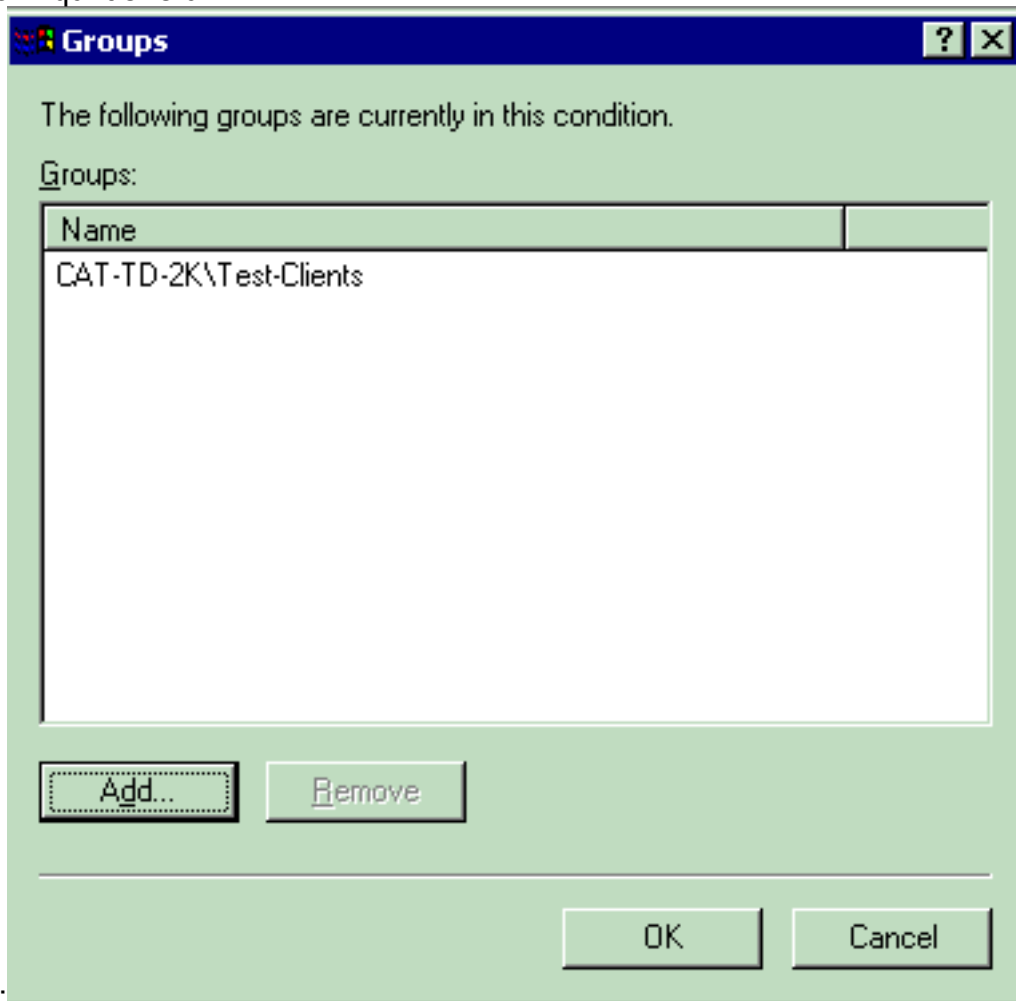 Groups
The following groups are currently in this condition.
Groups:
Name
CAT-TD-2K\Test-Clients
Add...
Remove
OK
Cancel
.